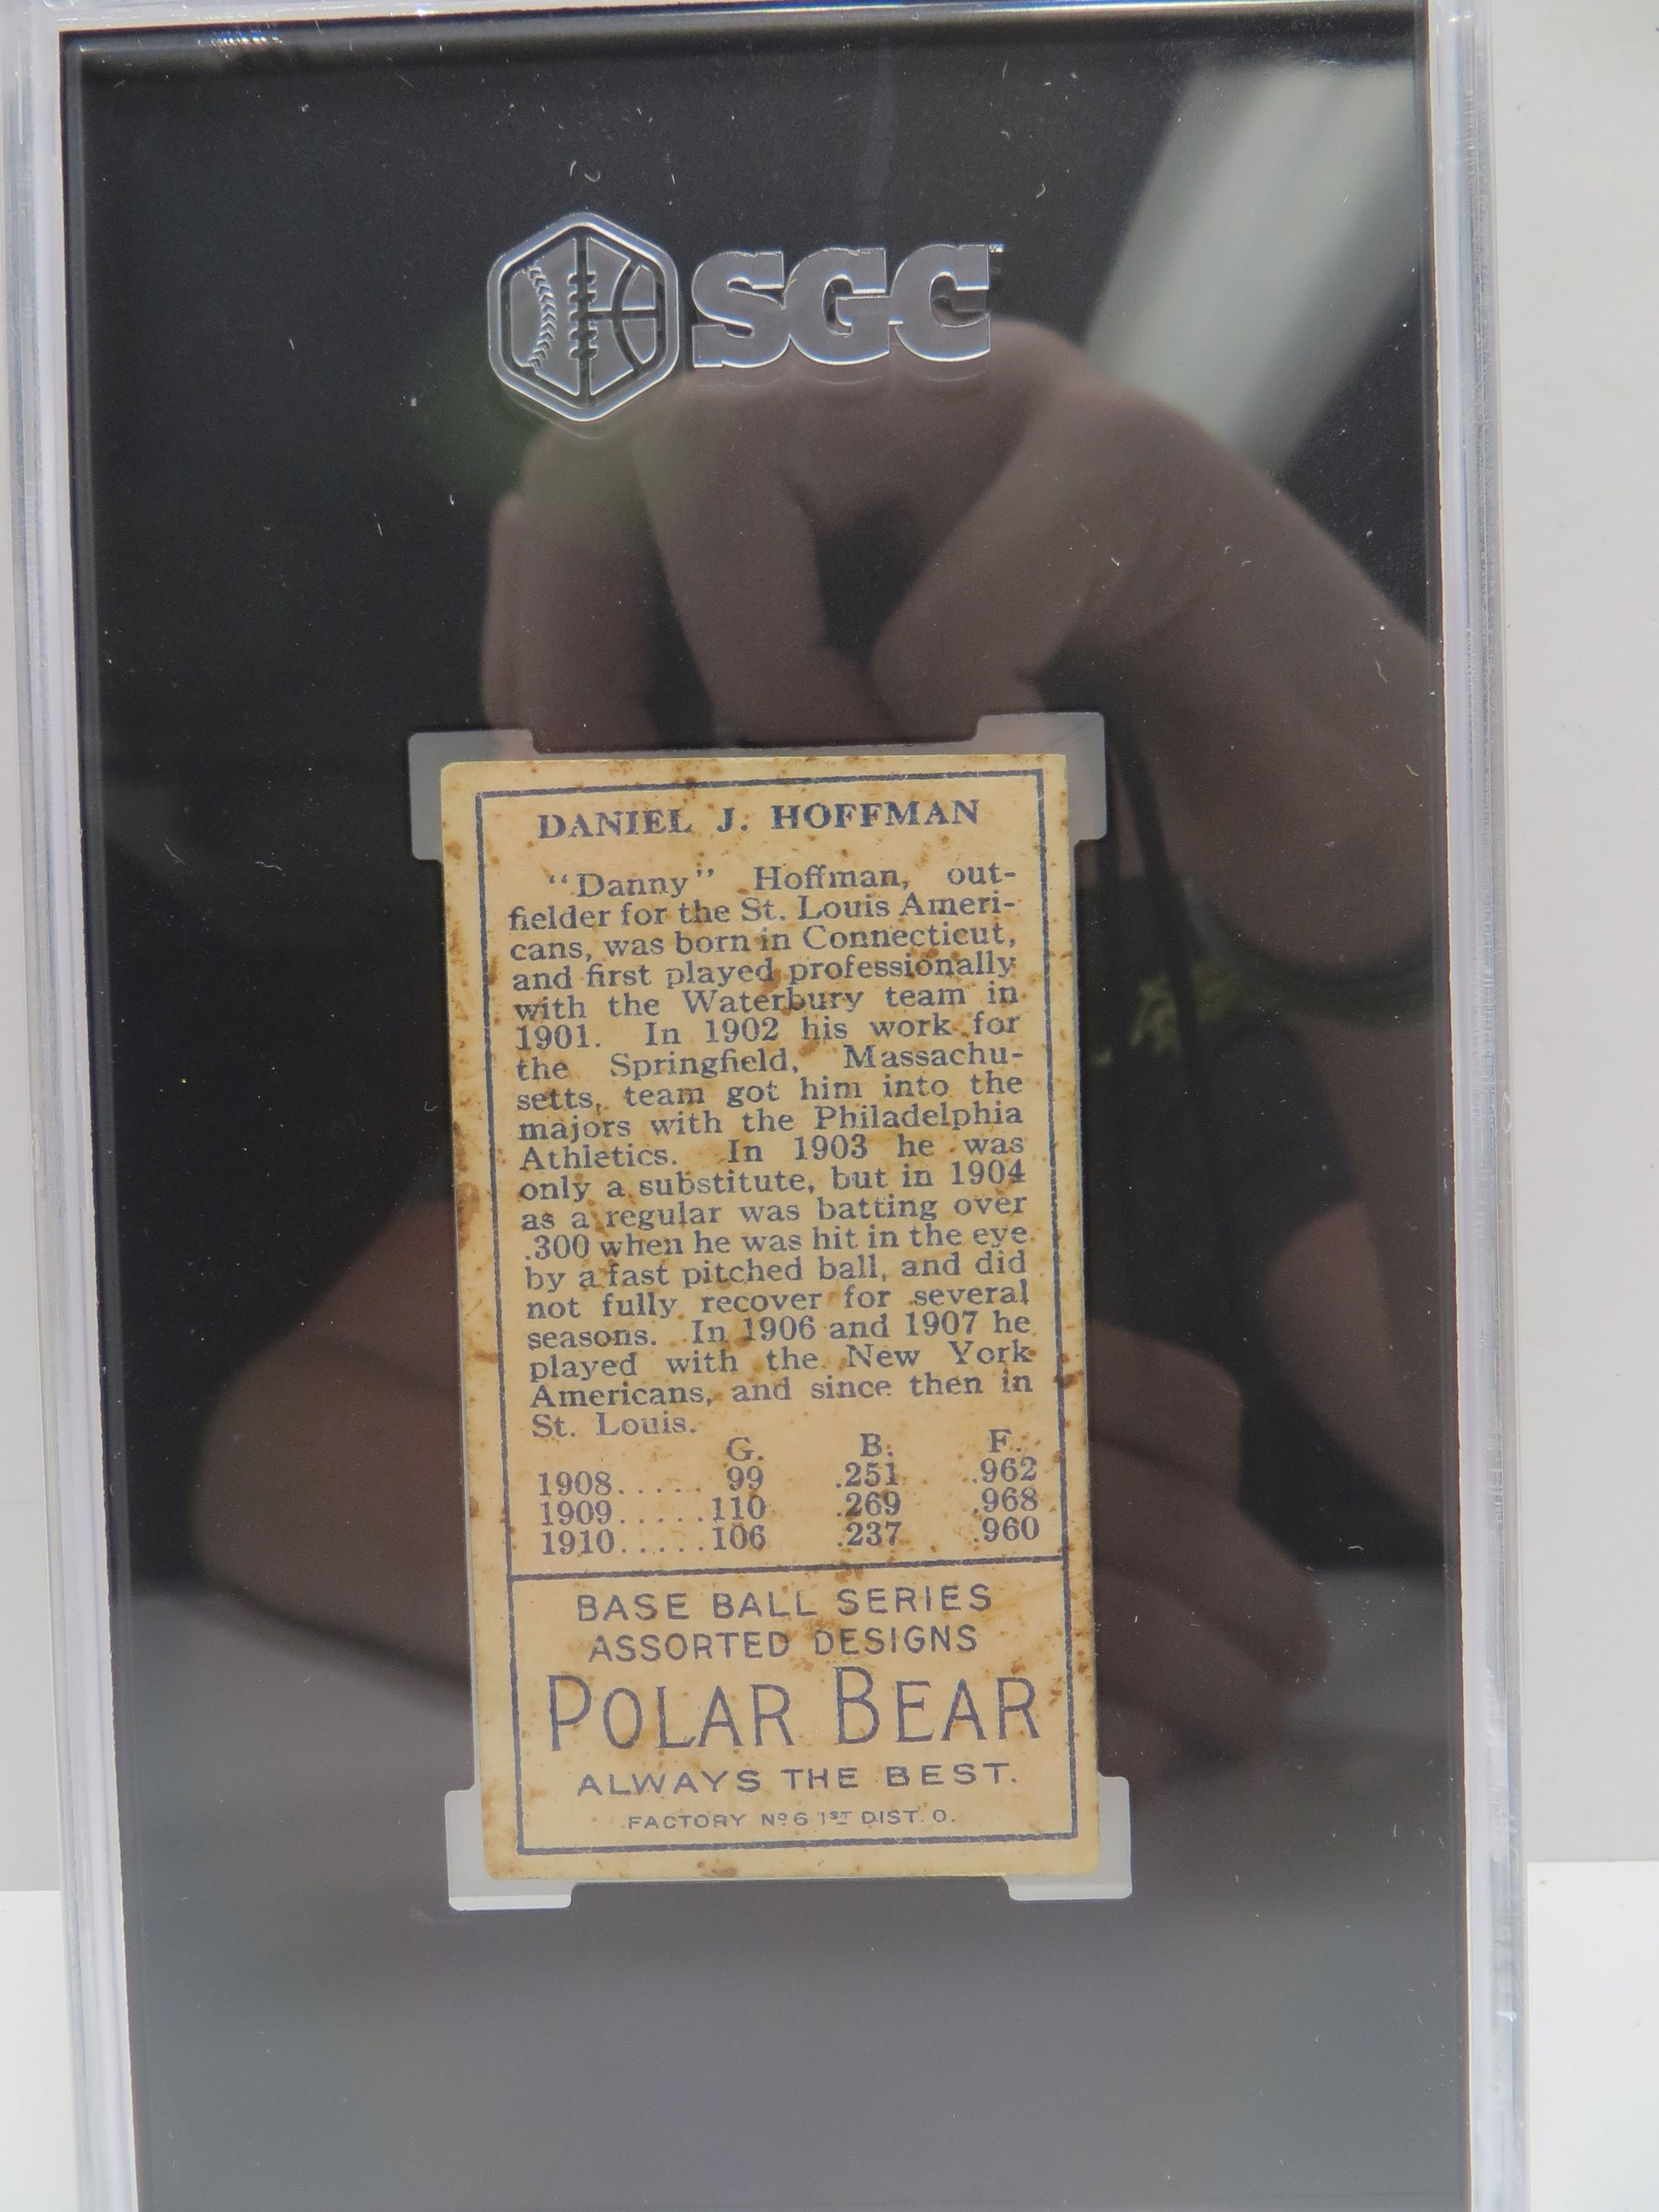 SGC
DANIEL J. HOFFMAN
"Danny" Hoffman, out-
fielder for the St. Louis Ameri-
cans, was born in Connecticut,
and first played professionally
with the Waterbury team in
1901. In 1902 his work for
the Springfield, Massachu-
setts, team got him into the
majors with the Philadelphia
Athletics. In 1903 he was
only a substitute, but in 1904
as a regular was batting over
.300 when he was hit in the eye
by a fast pitched ball, and did
not fully recover for several
seasons. In 1906 and 1907 he
played with the New York
Americans, and since then in
St. Louis.
G. B. F.
1908..... 99 .251 .962
1909.....110 .269 .968
1910.....106 .237 .960
BASE BALL SERIES
ASSORTED DESIGNS
POLAR BEAR
ALWAYS THE BEST.
FACTORY Nº 6 1ST DIST. O.